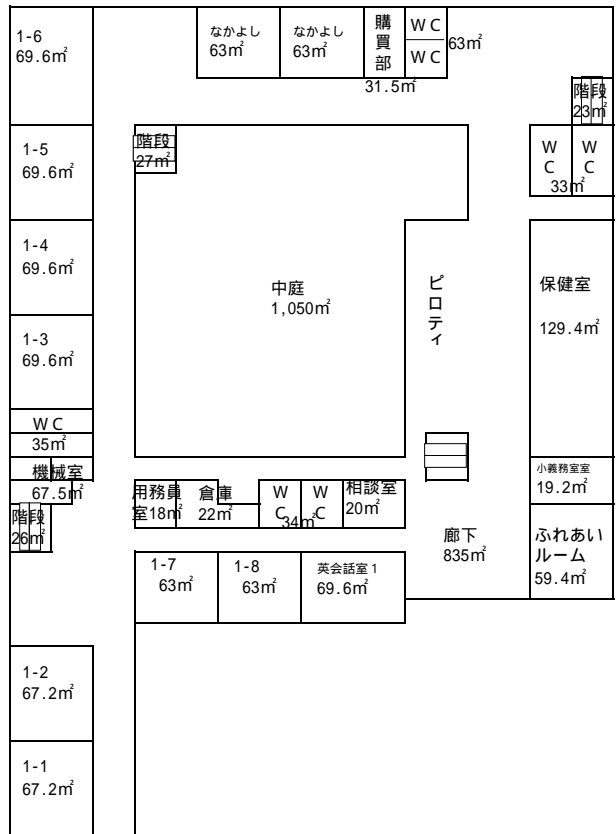 1-6
69.6㎡
なかよし
63㎡
なかよし
63㎡
購
買
部
31.5㎡
ＷＣ
ＷＣ
63㎡
階段
23㎡
1-5
69.6㎡
階段
27㎡
Ｗ
Ｃ
Ｗ
Ｃ
33㎡
1-4
69.6㎡
中庭
1,050㎡
ピ
ロ
テ
ィ
保健室
129.4㎡
1-3
69.6㎡
ＷＣ
35㎡
機械室
67.5㎡
階段
26㎡
用務員
室18㎡
倉庫
22㎡
Ｗ
Ｃ
Ｗ
Ｃ
34㎡
相談室
20㎡
小義務室室
19.2㎡
廊下
835㎡
ふれあい
ルーム
59.4㎡
1-7
63㎡
1-8
63㎡
英会話室１
69.6㎡
1-2
67.2㎡
1-1
67.2㎡